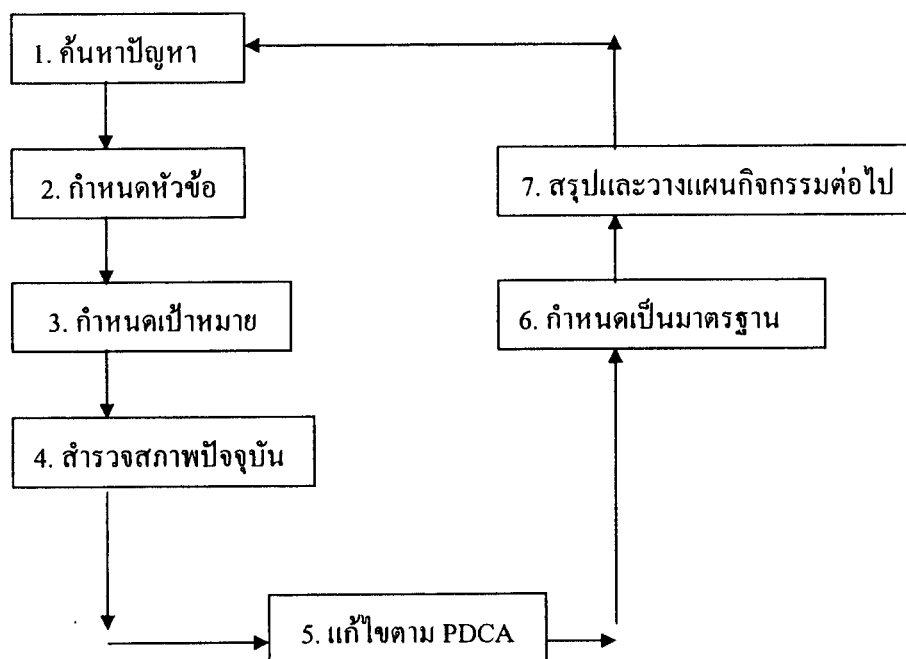 1. ค้นหาปัญหา
2. กำหนดหัวข้อ
3. กำหนดเป้าหมาย
4. สำรวจสภาพปัจจุบัน
5. แก้ไขตาม PDCA
6. กำหนดเป็นมาตรฐาน
7. สรุปและวางแผนกิจกรรมต่อไป